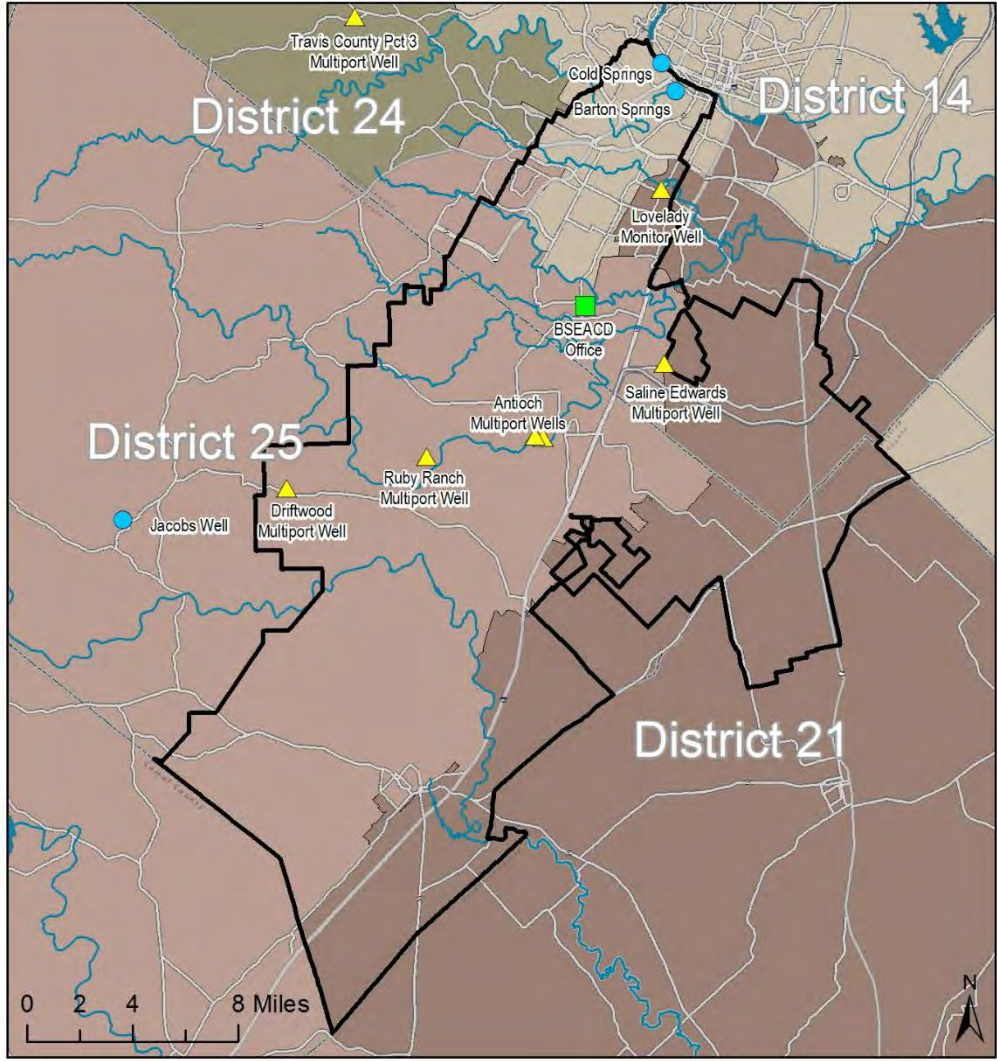 Travis County Pct 3
Multiport Well
District 24
Cold Springs
Barton Springs
District 14
Lovelady
Monitor Well
BSEACD
Office
Saline Edwards
Multiport Well
Antioch
Multiport Wells
District 25
Ruby Ranch
Multiport Well
Driftwood
Multiport Well
Jacobs Well
District 21
0 2 4 8 Miles
N